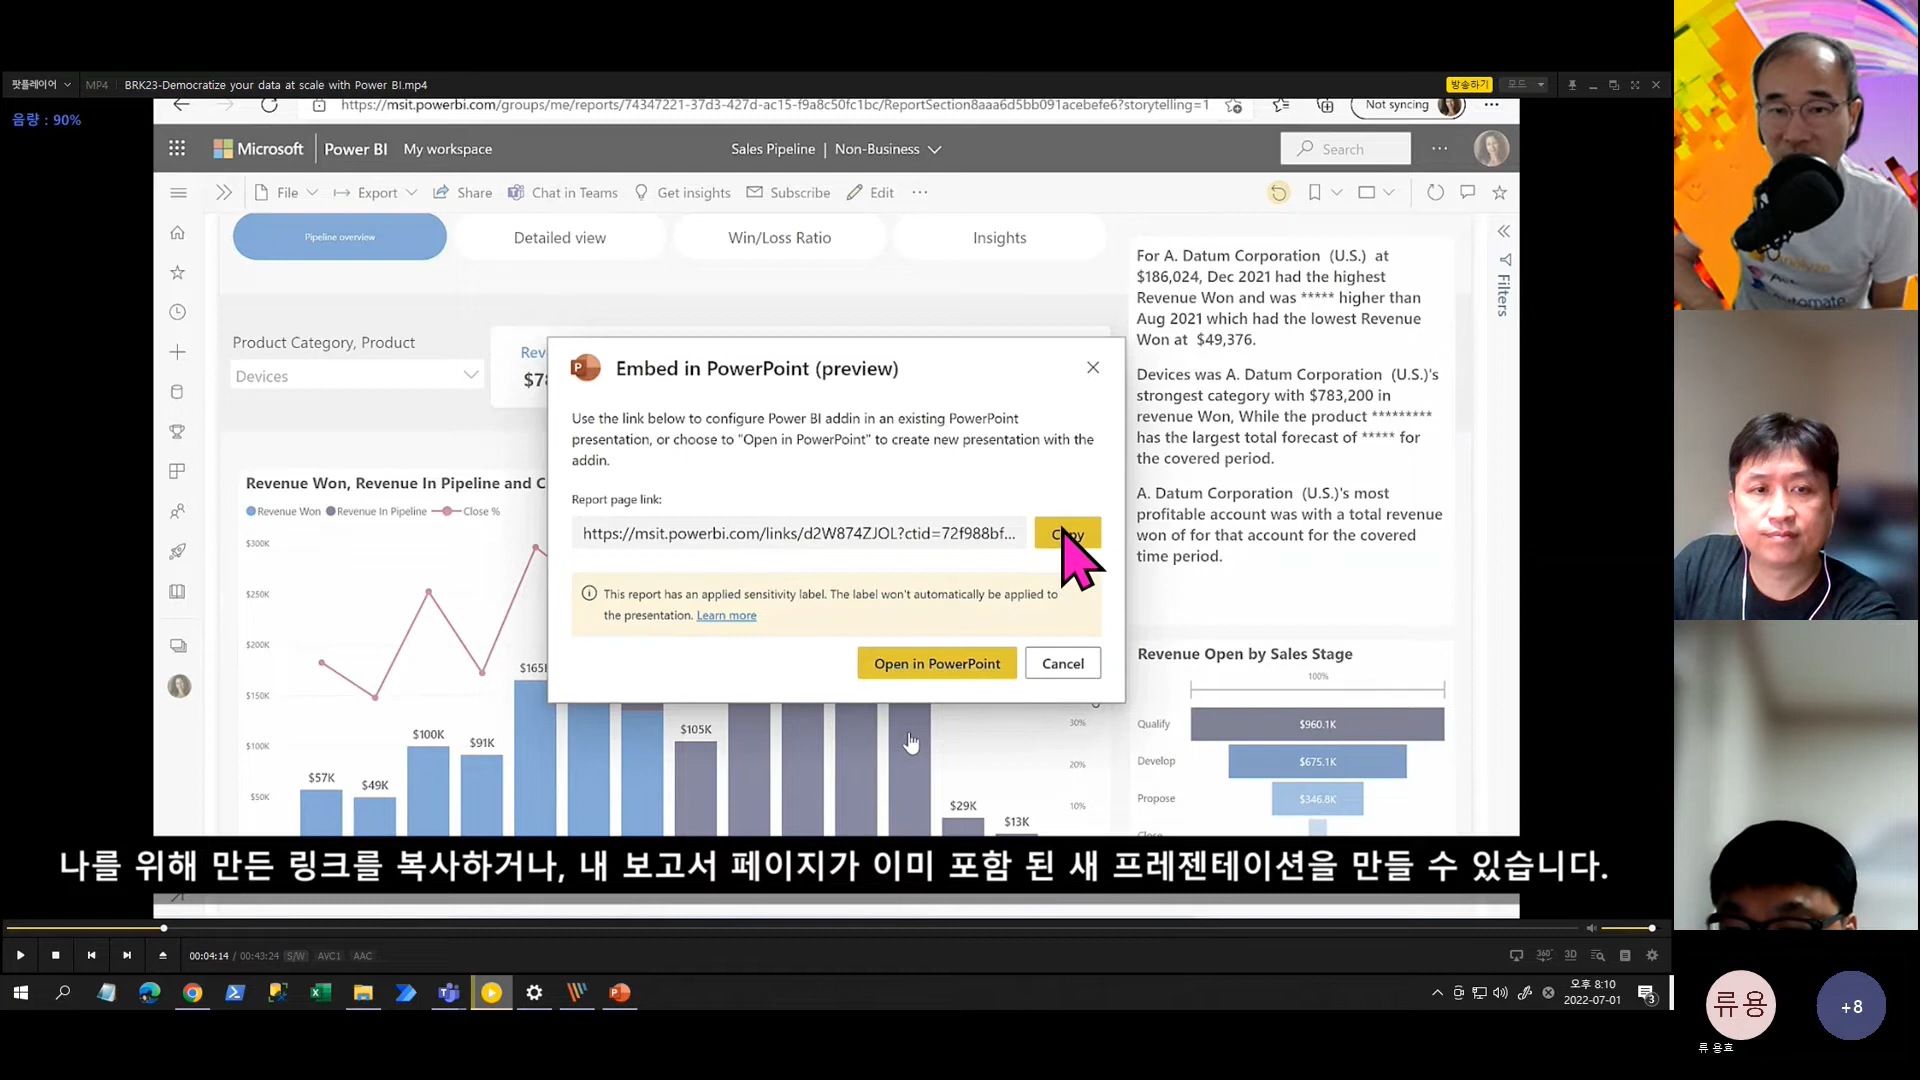 팟플레이어
MP4
BRK23-Democratize your data at scale with Power BI.mp4
방송하기
모드
음량 : 90%
https://msit.powerbi.com/groups/me/reports/74347221-37d3-427d-ac15-f9a8c50fc1bc/ReportSection8aaa6d5bb091acebefe6?storytelling=1
Not syncing
Microsoft
Power BI
My workspace
Sales Pipeline | Non-Business
Search
File
Export
Share
Chat in Teams
Get insights
Subscribe
Edit
Pipeline overview
Detailed view
Win/Loss Ratio
Insights
Filters
For A. Datum Corporation (U.S.) at
$186,024, Dec 2021 had the highest
Revenue Won and was ***** higher than
Aug 2021 which had the lowest Revenue
Won at $49,376.
Devices was A. Datum Corporation (U.S.)'s
strongest category with $783,200 in
revenue Won, While the product *********
has the largest total forecast of ***** for
the covered period.
A. Datum Corporation (U.S.)'s most
profitable account was with a total revenue
won of for that account for the covered
time period.
Product Category, Product
Devices
Rev
$78
Embed in PowerPoint (preview)
Use the link below to configure Power BI addin in an existing PowerPoint
presentation, or choose to "Open in PowerPoint" to create new presentation with the
addin.
Report page link:
https://msit.powerbi.com/links/d2W874ZJOL?ctid=72f988bf...
Copy
This report has an applied sensitivity label. The label won't automatically be applied to
the presentation. Learn more
Open in PowerPoint
Cancel
Revenue Won, Revenue In Pipeline and C
Revenue Won
Revenue In Pipeline
Close %
$300K
$250K
$200K
$150K
$100K
$50K
$57K
$49K
$100K
$91K
$165K
$105K
$29K
$13K
30%
20%
10%
Revenue Open by Sales Stage
100%
Qualify
$960.1K
Develop
$675.1K
Propose
$346.8K
나를 위해 만든 링크를 복사하거나, 내 보고서 페이지가 이미 포함 된 새 프레젠테이션을 만들 수 있습니다.
00:04:14 / 00:43:24 S/W AVC1 AAC
360°
3D
오후 8:10
2022-07-01
3
류용
류 용효
+8